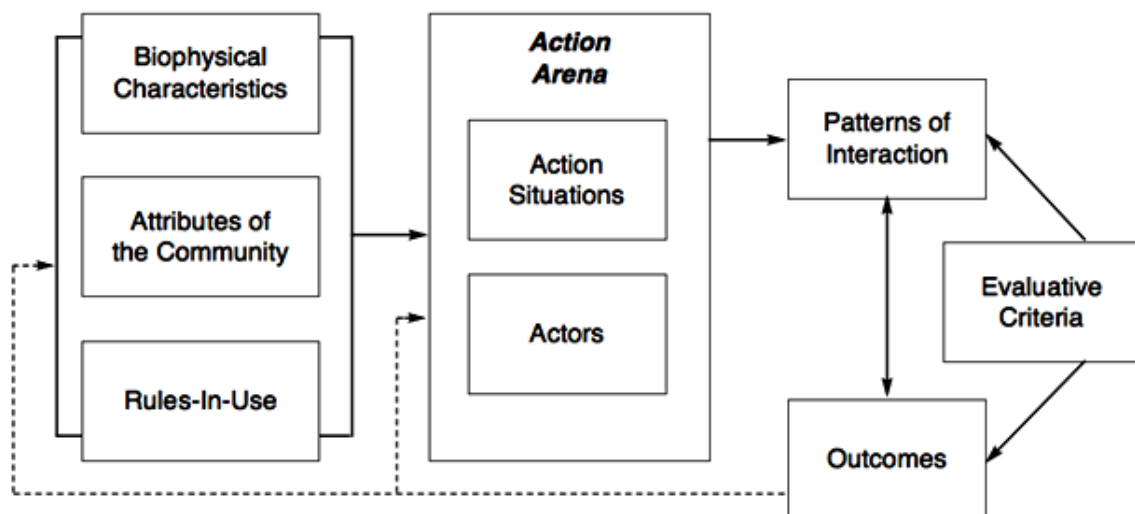 Biophysical
Characteristics
Attributes of
the Community
Rules-In-Use
Action
Arena
Action
Situations
Actors
Patterns of
Interaction
Evaluative
Criteria
Outcomes